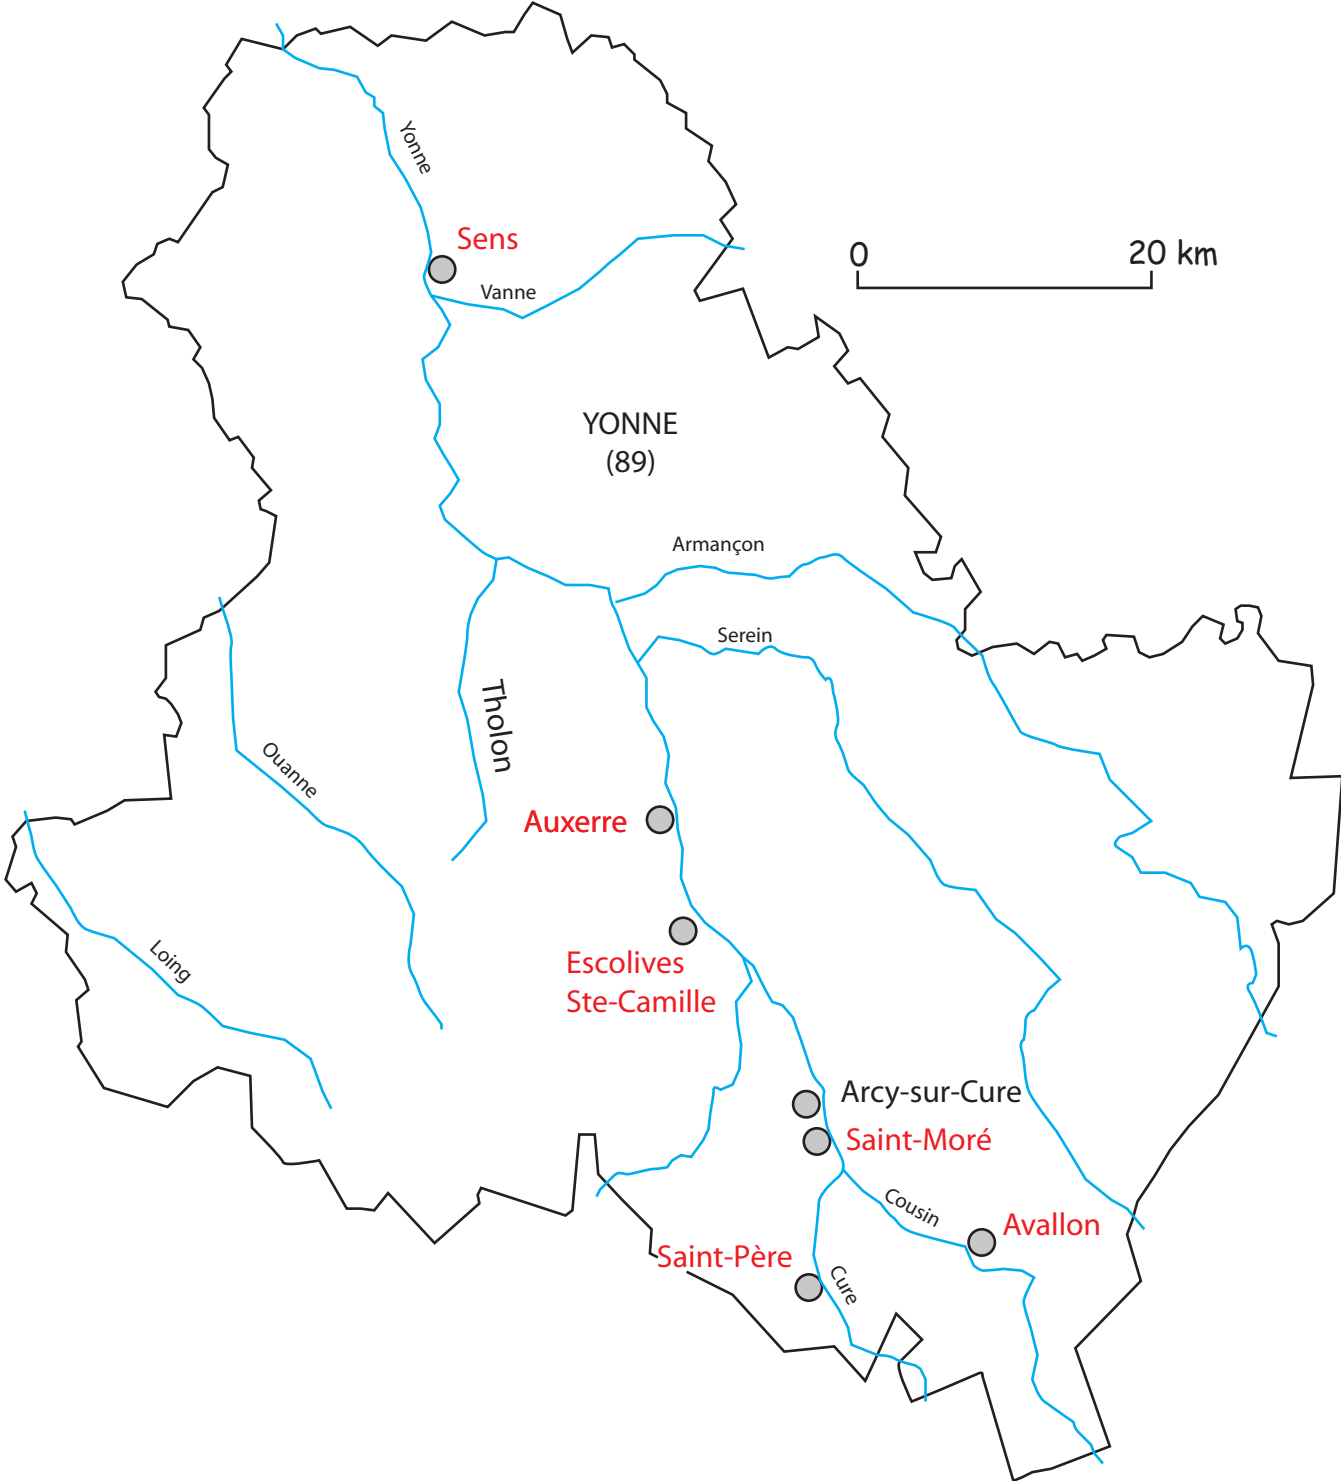 Yonne
Sens
0
20 km
Vanne
YONNE
(89)
Armançon
Serein
Tholon
Ouanne
Auxerre
Loing
Escolives
Ste-Camille
Arcy-sur-Cure
Saint-Moré
Cousin
Avallon
Saint-Père
Cure